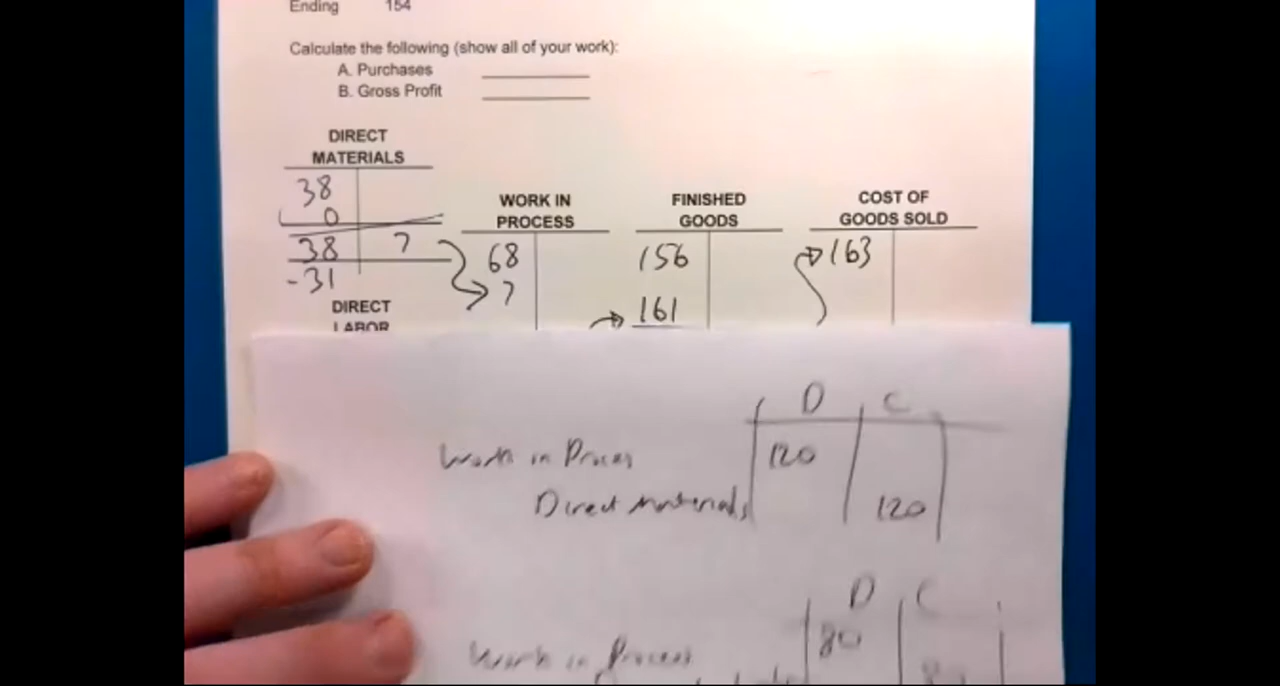 Ending 154
Calculate the following (show all of your work):
A. Purchases
B. Gross Profit
DIRECT
MATERIALS
38
0
38 7
-31
WORK IN
PROCESS
68
7
FINISHED
GOODS
156
161
COST OF
GOODS SOLD
163
DIRECT
LABOR
D C
Work in Proces 120
Direct Materials 120
D C
Work in Process 80